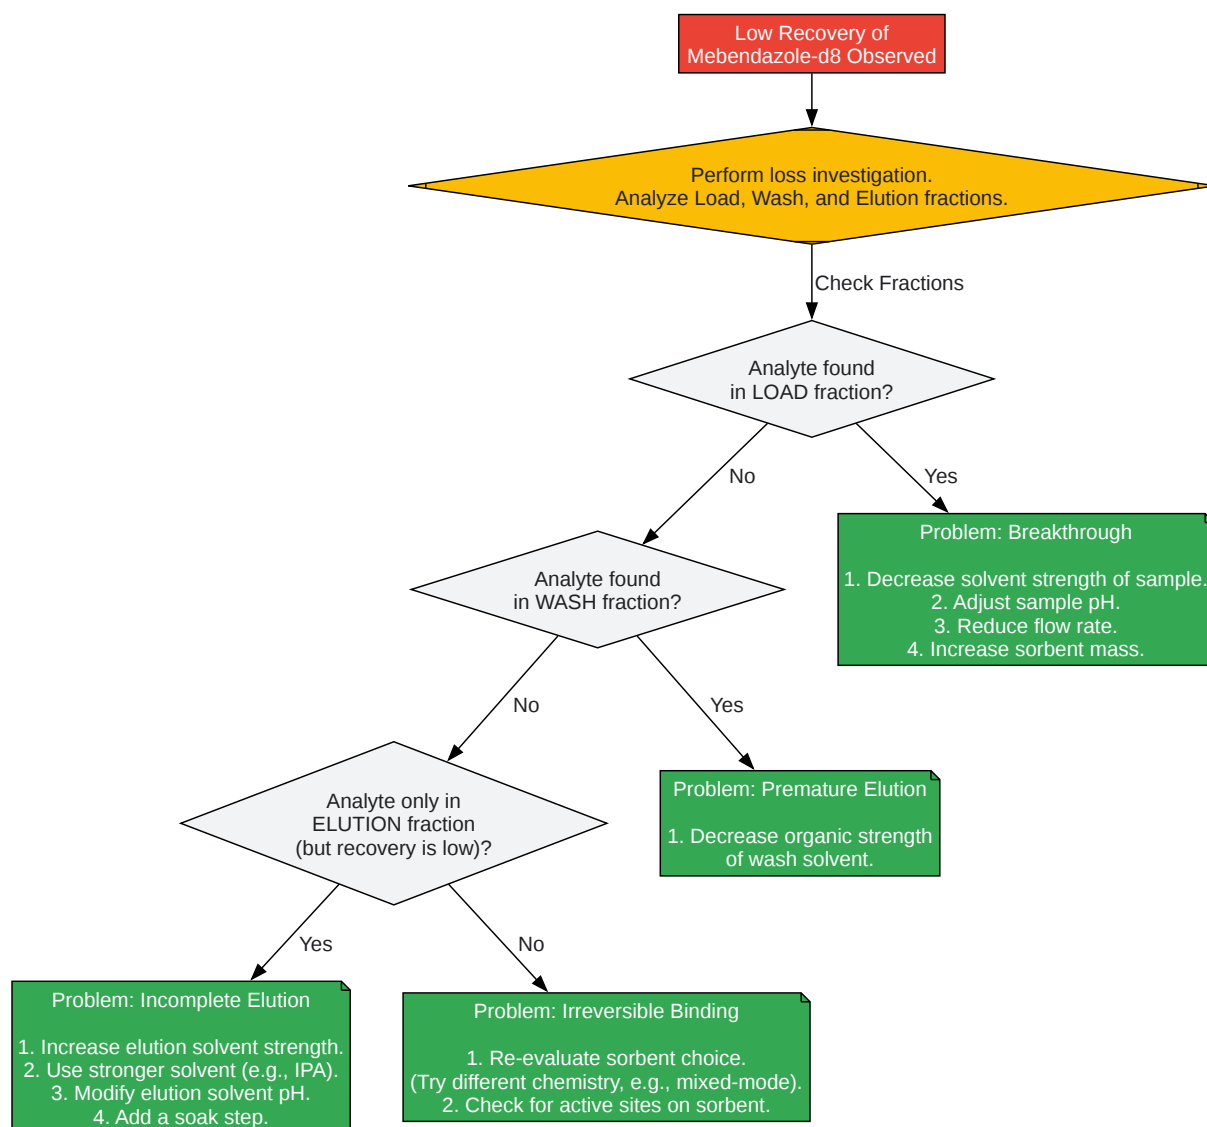 Low Recovery of
Mebendazole-d8 Observed
Perform loss investigation.
Analyze Load, Wash, and Elution fractions.
Check Fractions
Analyte found
in LOAD fraction?
No
Yes
Problem: Breakthrough
1. Decrease solvent strength of sample.
2. Adjust sample pH.
3. Reduce flow rate.
4. Increase sorbent mass.
Analyte found
in WASH fraction?
No
Yes
Problem: Premature Elution
1. Decrease organic strength
of wash solvent.
Analyte only in
ELUTION fraction
(but recovery is low)?
Yes
No
Problem: Incomplete Elution
1. Increase elution solvent strength.
2. Use stronger solvent (e.g., IPA).
3. Modify elution solvent pH.
4. Add a soak step.
Problem: Irreversible Binding
1. Re-evaluate sorbent choice.
(Try different chemistry, e.g., mixed-mode).
2. Check for active sites on sorbent.